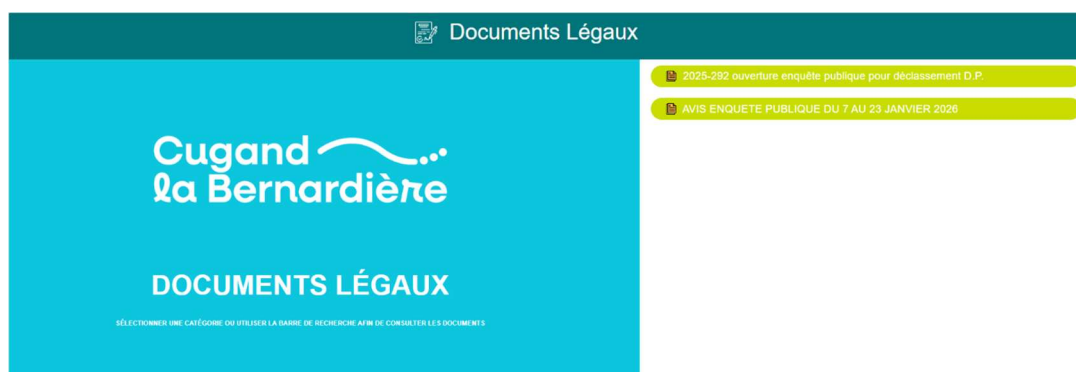 Documents Légaux
Cugand
la Bernardière
DOCUMENTS LÉGAUX
SÉLECTIONNER UNE CATÉGORIE OU UTILISER LA BARRE DE RECHERCHE AFIN DE CONSULTER LES DOCUMENTS
2025-292 ouverture enquête publique pour déclassement D.P.
AVIS ENQUETE PUBLIQUE DU 7 AU 23 JANVIER 2026